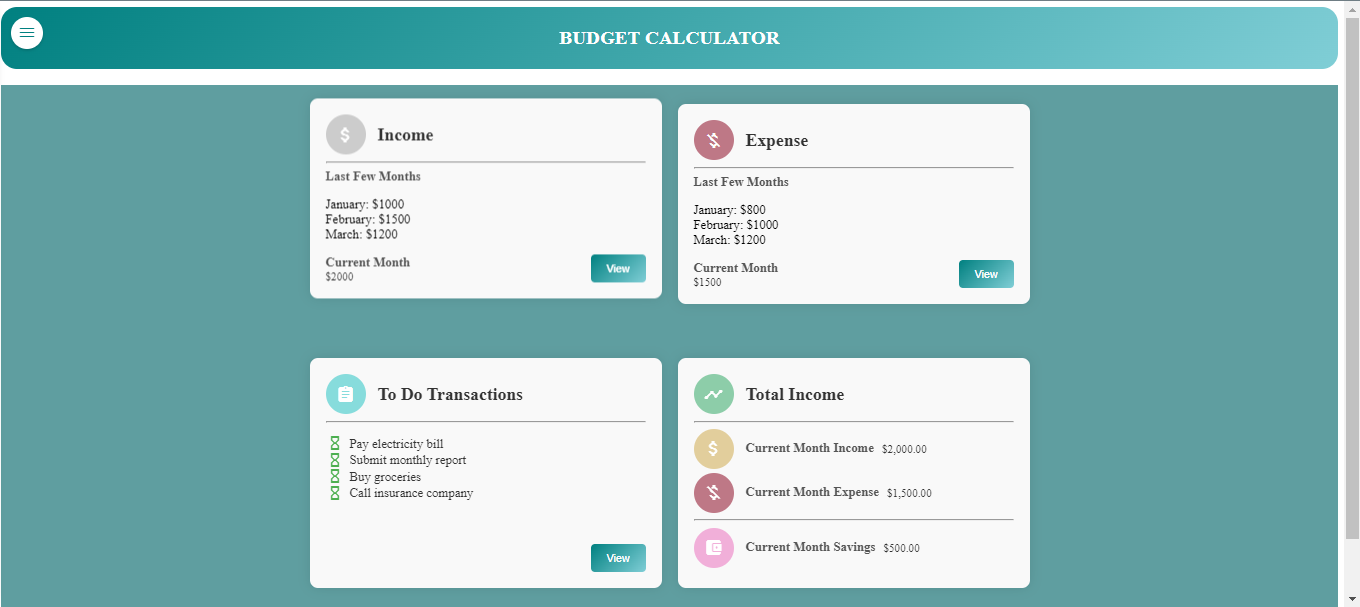 BUDGET CALCULATOR
Income
Last Few Months
January: $1000
February: $1500
March: $1200
Current Month
$2000
View
Expense
Last Few Months
January: $800
February: $1000
March: $1200
Current Month
$1500
View
To Do Transactions
Pay electricity bill
Submit monthly report
Buy groceries
Call insurance company
View
Total Income
Current Month Income $2,000.00
Current Month Expense $1,500.00
Current Month Savings $500.00